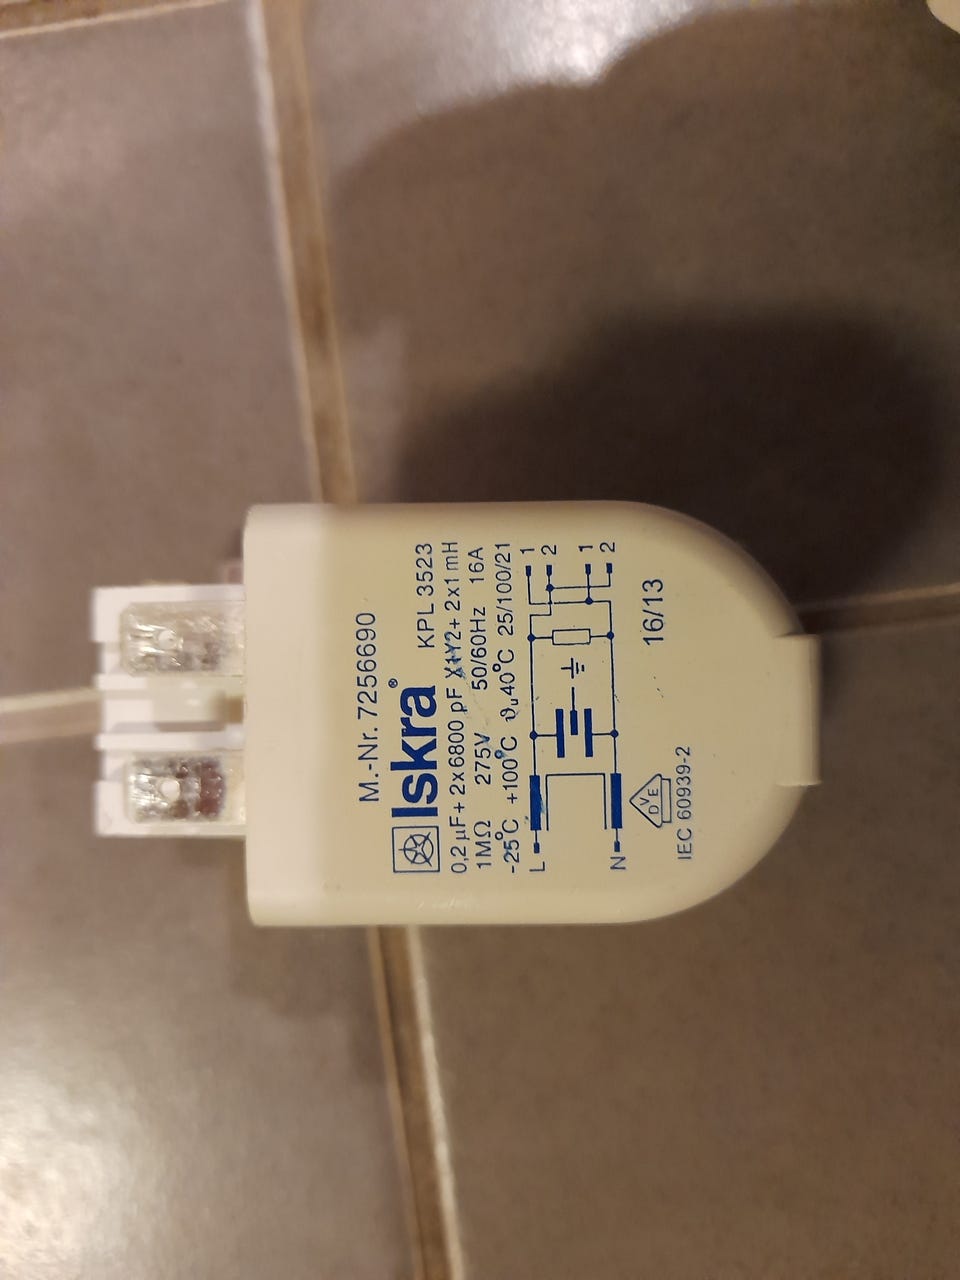 M.-Nr. 7256690
Iskra® KPL 3523
0,2 µF + 2x6800 pF X1Y2 + 2x1 mH
1MΩ 275V 50/60Hz 16A
-25°C +100°C ϑu40°C 25/100/21
L 1
2
1
N 2
DVE
IEC 60939-2
16/13